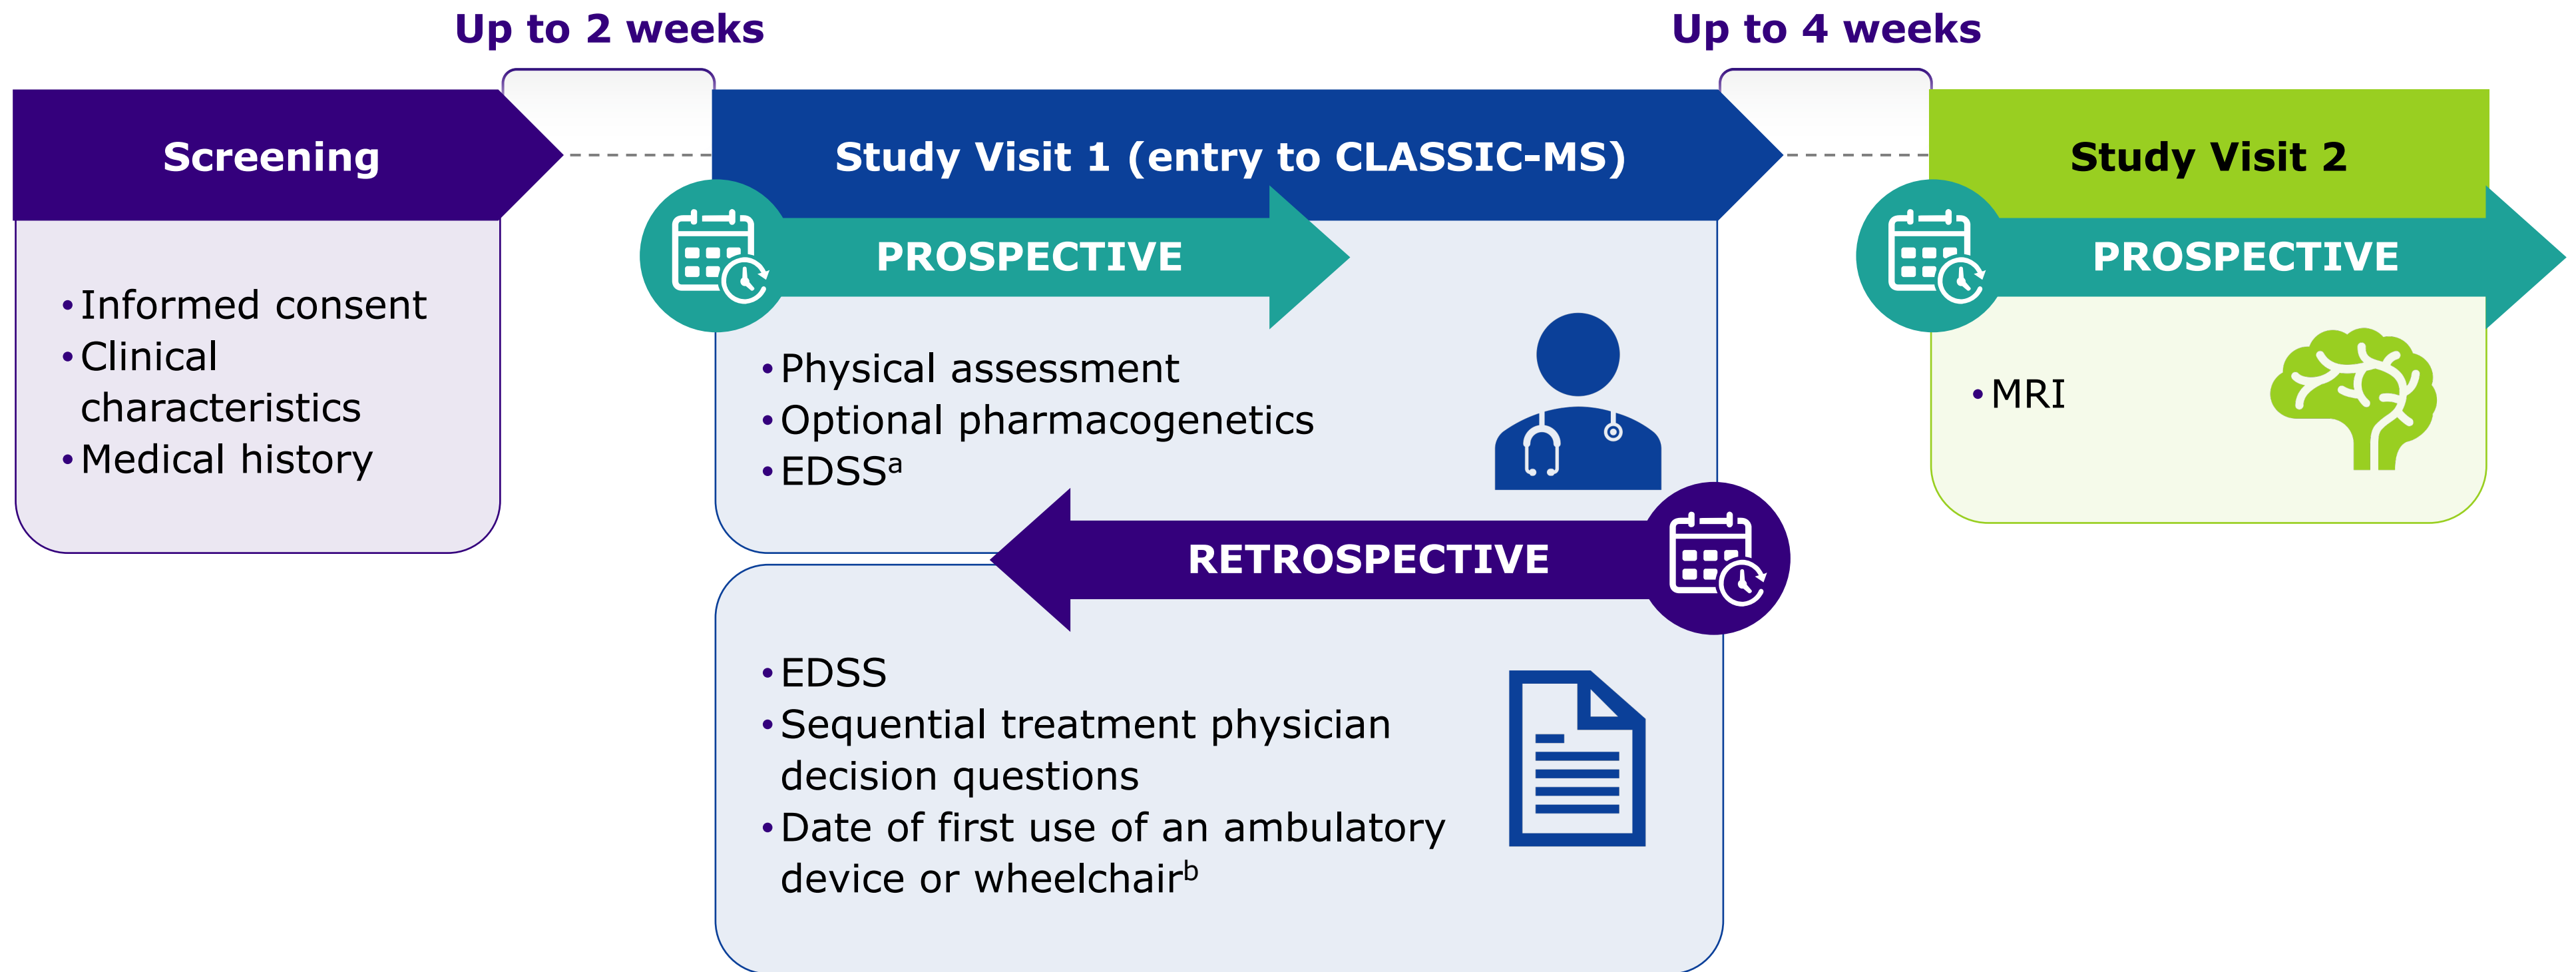 Up to 2 weeks
Up to 4 weeks
Screening
Study Visit 1 (entry to CLASSIC-MS)
Study Visit 2
•Informed consent
•Clinical
characteristics
•Medical history
PROSPECTIVE
•Physical assessment
•Optional pharmacogenetics
•EDSSᵃ
RETROSPECTIVE
•EDSS
•Sequential treatment physician
decision questions
•Date of first use of an ambulatory
device or wheelchairᵇ
PROSPECTIVE
•MRI